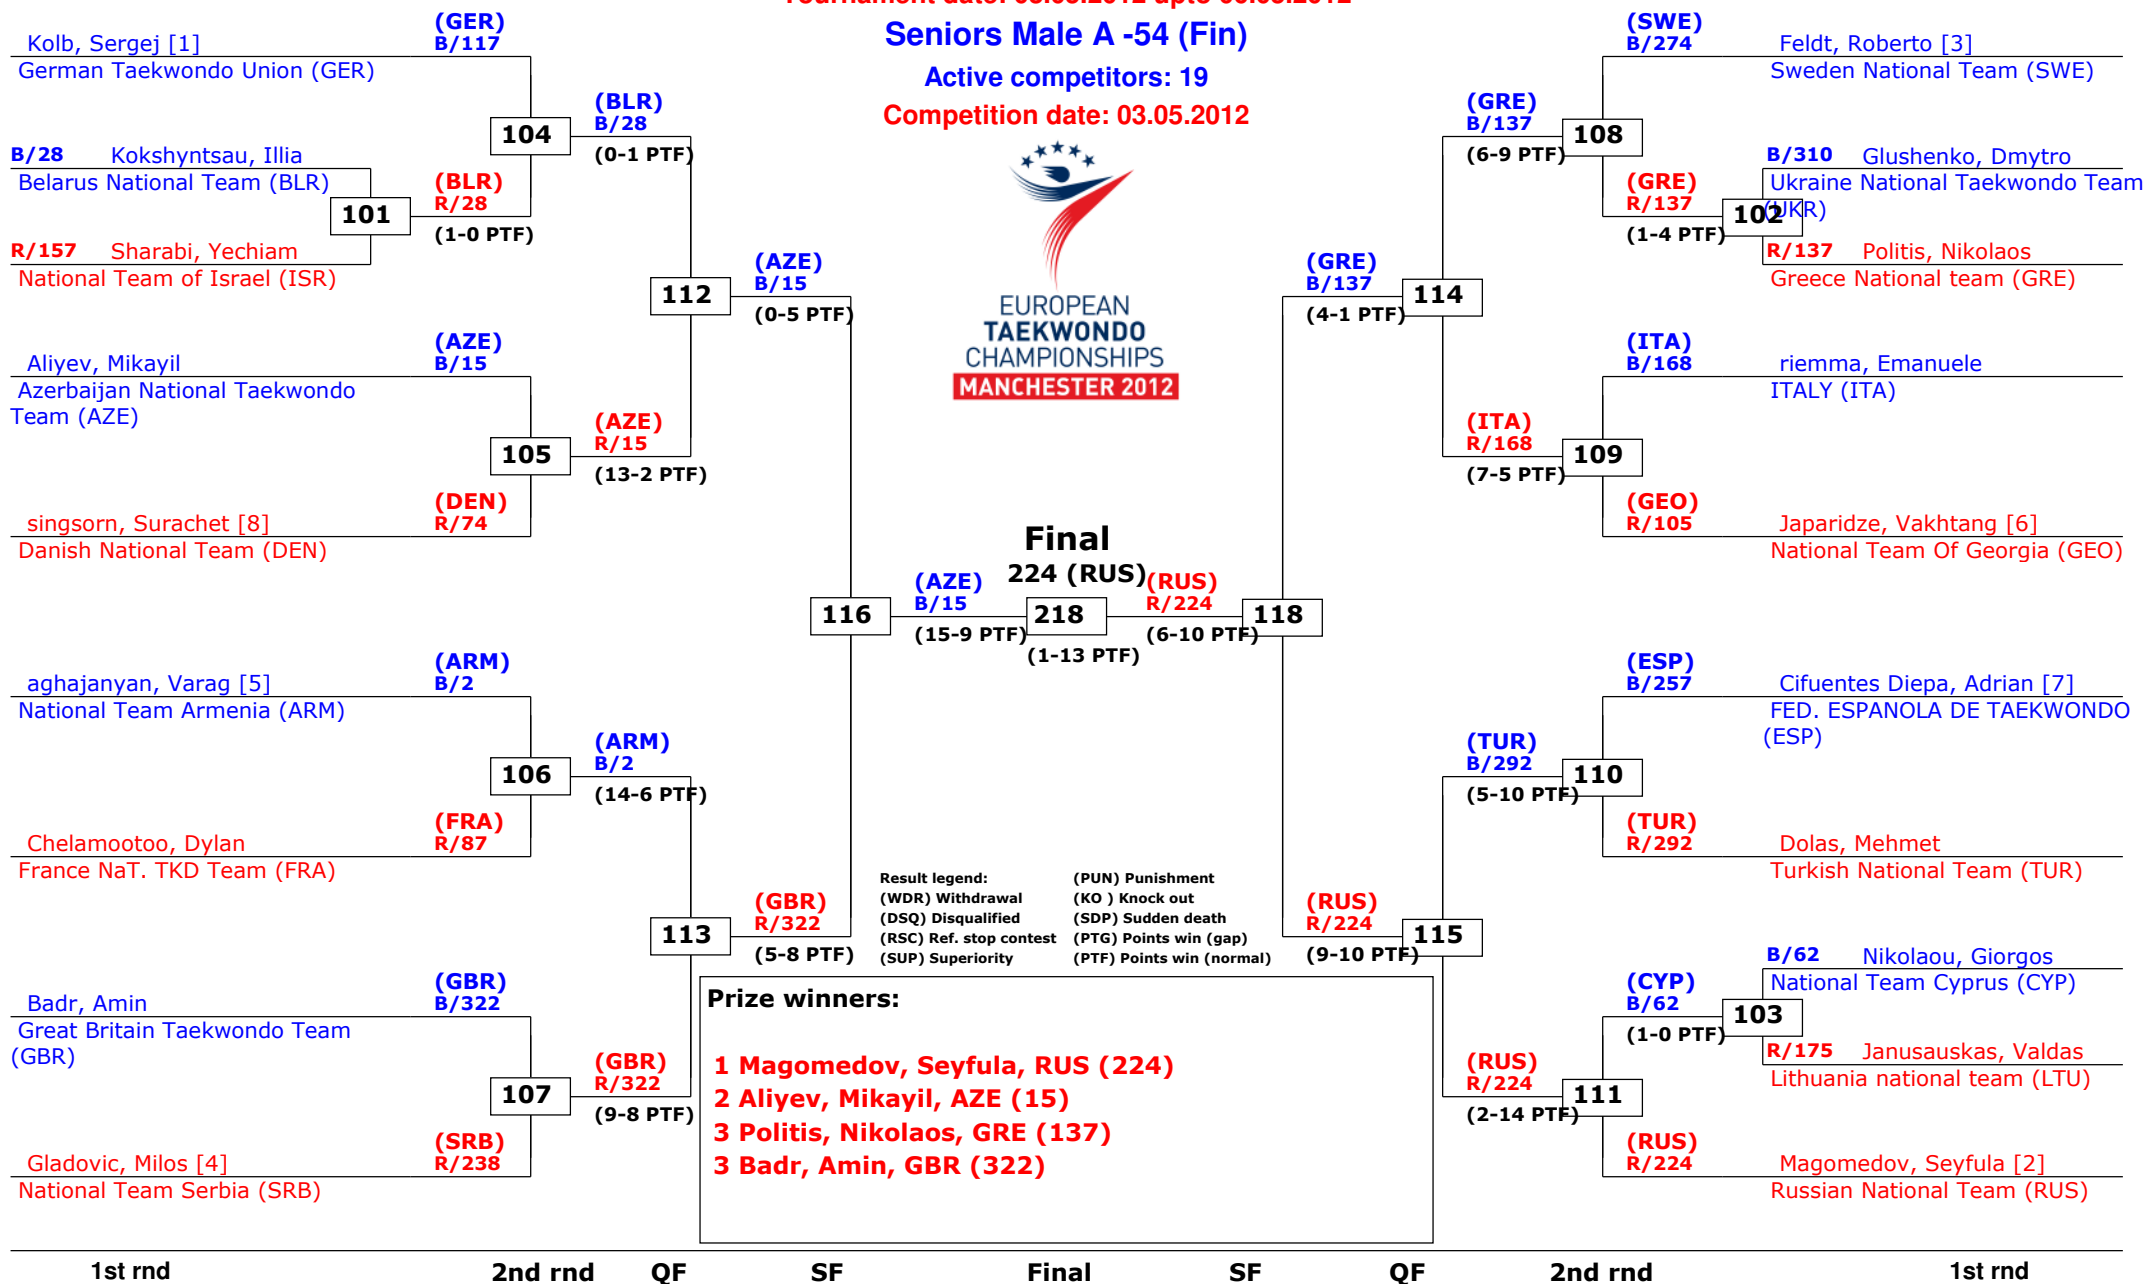 Seniors Male A -54 (Fin)
Active competitors: 19
Competition date: 03.05.2012
EUROPEAN
TAEKWONDO
CHAMPIONSHIPS
MANCHESTER 2012
(GER)
Kolb, Sergej [1] B/117
German Taekwondo Union (GER)
(BLR)
B/28
104
(0-1 PTF)
B/28 Kokshyntsau, Illia
Belarus National Team (BLR)
(BLR)
R/28
101
(1-0 PTF)
R/157 Sharabi, Yechiam
National Team of Israel (ISR)
(AZE)
B/15
112
(0-5 PTF)
(AZE)
Aliyev, Mikayil B/15
Azerbaijan National Taekwondo
Team (AZE)
(AZE)
R/15
105
(13-2 PTF)
(DEN)
singsorn, Surachet [8] R/74
Danish National Team (DEN)
116
(AZE)
B/15
(15-9 PTF)
(ARM)
aghajanyan, Varag [5] B/2
National Team Armenia (ARM)
(ARM)
B/2
106
(14-6 PTF)
(FRA)
Chelamootoo, Dylan R/87
France NaT. TKD Team (FRA)
(GBR)
R/322
113
(5-8 PTF)
(GBR)
Badr, Amin B/322
Great Britain Taekwondo Team
(GBR)
(GBR)
R/322
107
(9-8 PTF)
(SRB)
Gladovic, Milos [4] R/238
National Team Serbia (SRB)
Final
224 (RUS)
218
(1-13 PTF)
(RUS)
R/224
118
(6-10 PTF)
(SWE)
B/274 Feldt, Roberto [3]
Sweden National Team (SWE)
(GRE)
B/137
108
(6-9 PTF)
B/310 Glushenko, Dmytro
Ukraine National Taekwondo Team
(UKR)
(GRE)
R/137
102
(1-4 PTF)
R/137 Politis, Nikolaos
Greece National team (GRE)
(GRE)
B/137
114
(4-1 PTF)
(ITA)
B/168 riemma, Emanuele
ITALY (ITA)
(ITA)
R/168
109
(7-5 PTF)
(GEO)
R/105 Japaridze, Vakhtang [6]
National Team Of Georgia (GEO)
(ESP)
B/257 Cifuentes Diepa, Adrian [7]
FED. ESPANOLA DE TAEKWONDO
(ESP)
(TUR)
B/292
110
(5-10 PTF)
(TUR)
R/292 Dolas, Mehmet
Turkish National Team (TUR)
(RUS)
R/224
115
(9-10 PTF)
B/62 Nikolaou, Giorgos
National Team Cyprus (CYP)
(CYP)
B/62
103
(1-0 PTF)
R/175 Janusauskas, Valdas
Lithuania national team (LTU)
(RUS)
R/224
111
(2-14 PTF)
(RUS)
R/224 Magomedov, Seyfula [2]
Russian National Team (RUS)
Result legend: (PUN) Punishment
(WDR) Withdrawal (KO ) Knock out
(DSQ) Disqualified (SDP) Sudden death
(RSC) Ref. stop contest (PTG) Points win (gap)
(SUP) Superiority (PTF) Points win (normal)
Prize winners:
1 Magomedov, Seyfula, RUS (224)
2 Aliyev, Mikayil, AZE (15)
3 Politis, Nikolaos, GRE (137)
3 Badr, Amin, GBR (322)
1st rnd 2nd rnd QF SF Final SF QF 2nd rnd 1st rnd